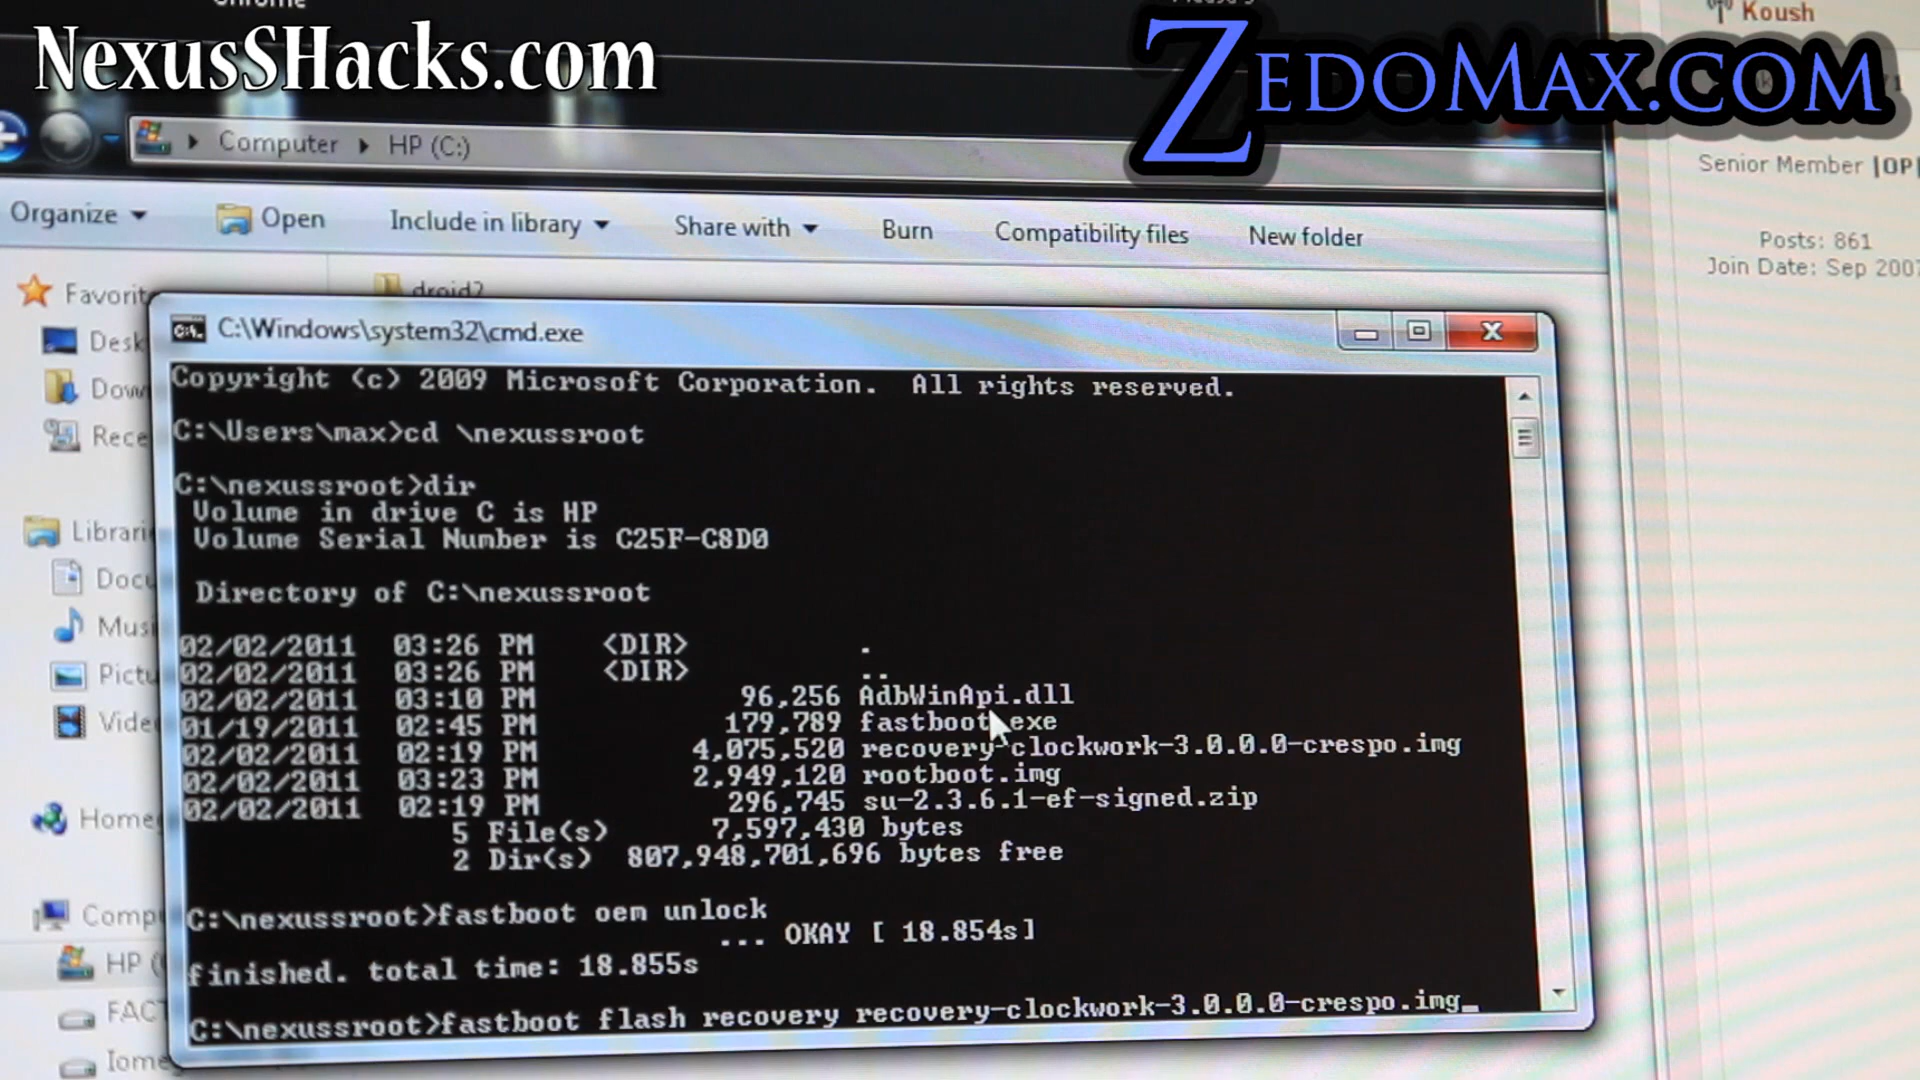 NexusSHacks.com
ZEDOMAX.COM
Koush
Computer HP (C:)
Senior Member |OP|
Organize Open Include in library Share with Burn Compatibility files New folder
Posts: 861
Join Date: Sep 2007
droid2
C:\Windows\system32\cmd.exe
Copyright (c) 2009 Microsoft Corporation. All rights reserved.
C:\Users\max>cd \nexussroot
C:\nexussroot>dir
Volume in drive C is HP
Volume Serial Number is C25F-C8D0
Directory of C:\nexussroot
02/02/2011 03:26 PM <DIR> .
02/02/2011 03:26 PM <DIR> ..
02/02/2011 03:10 PM 96,256 AdbWinApi.dll
01/19/2011 02:45 PM 179,789 fastboot.exe
02/02/2011 02:19 PM 4,075,520 recovery-clockwork-3.0.0.0-crespo.img
02/02/2011 03:23 PM 2,949,120 rootboot.img
02/02/2011 02:19 PM 296,745 su-2.3.6.1-ef-signed.zip
5 File(s) 7,597,430 bytes
2 Dir(s) 807,948,701,696 bytes free
C:\nexussroot>fastboot oem unlock
... OKAY [ 18.854s]
finished. total time: 18.855s
C:\nexussroot>fastboot flash recovery recovery-clockwork-3.0.0.0-crespo.img_
Favorit
Desk
Down
Rece
Librari
Docu
Musi
Pictu
Vide
Home
Comp
HP (
FACT
Iome